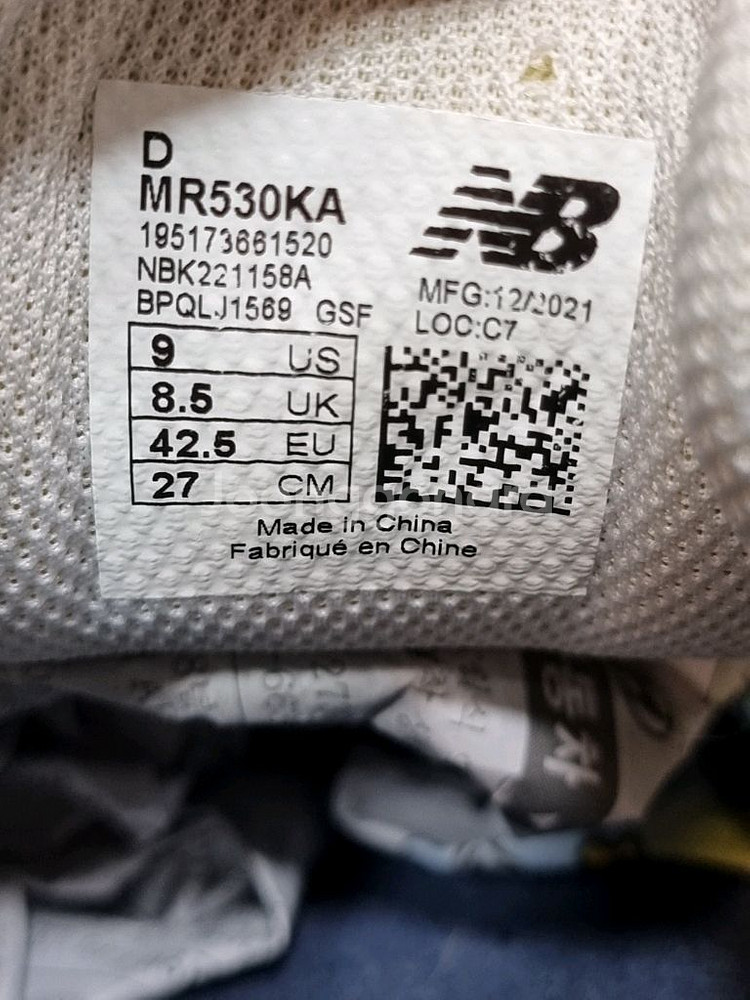 D
MR530KA
195173661520
NBK221158A
BPQLJ1569 GSF
NB
MFG:12/2021
LOC:C7
9 US
8.5 UK
42.5 EU
27 CM
Made in China
Fabriqué en Chine